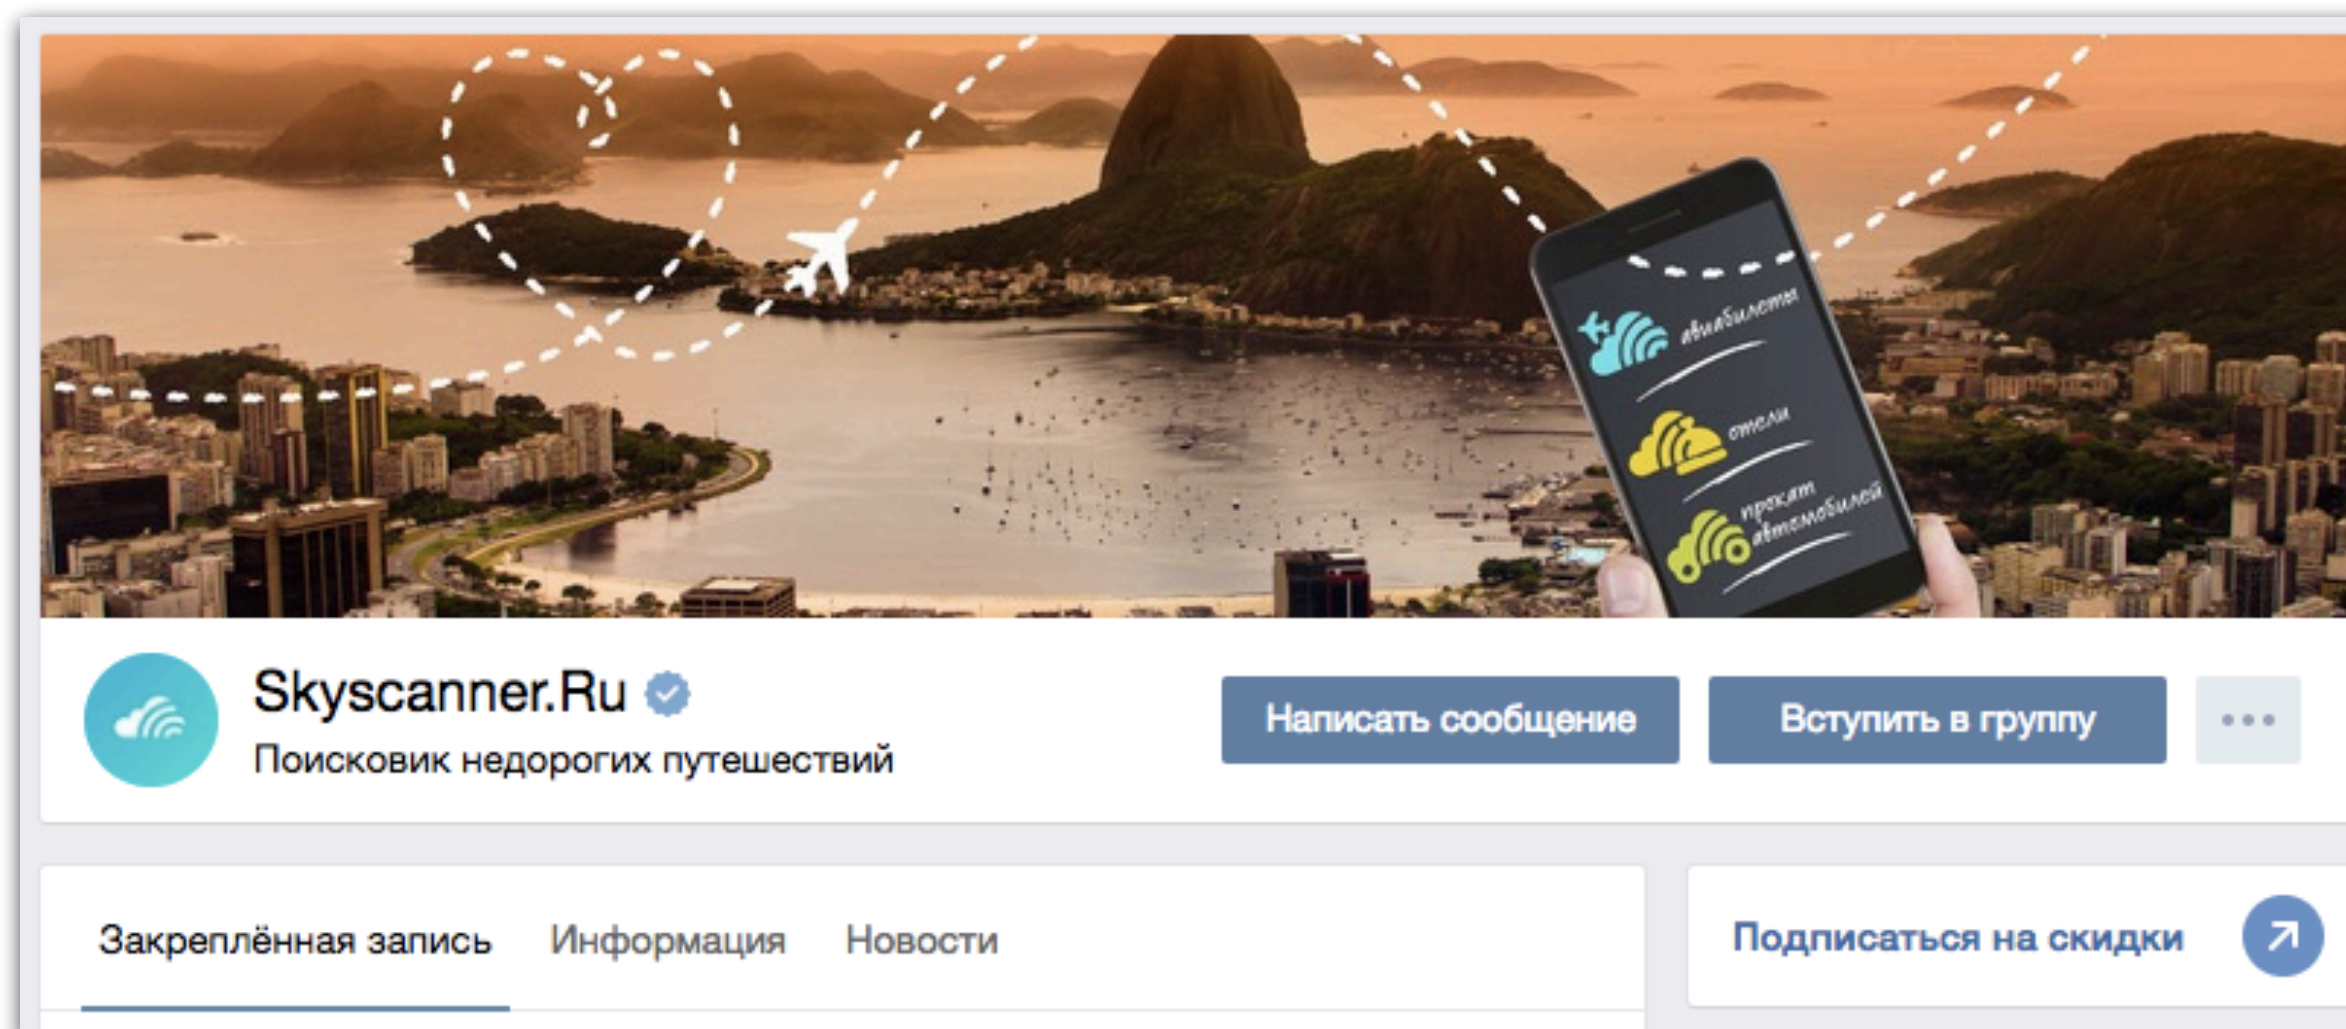 авиабилеты
отели
прокат
автомобилей
Skyscanner.Ru
Поисковик недорогих путешествий
Написать сообщение
Вступить в группу
Закреплённая запись
Информация
Новости
Подписаться на скидки